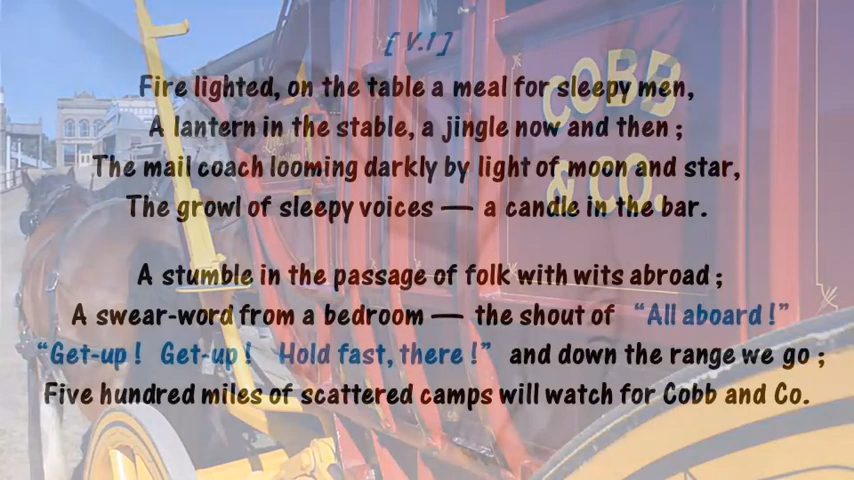 [ V.1 ]
Fire lighted, on the table a meal for sleepy men,
A lantern in the stable, a jingle now and then ;
The mail coach looming darkly by light of moon and star,
The growl of sleepy voices — a candle in the bar.
A stumble in the passage of folk with wits abroad ;
A swear-word from a bedroom — the shout of “All aboard !”
“Get-up ! Get-up ! Hold fast, there !” and down the range we go ;
Five hundred miles of scattered camps will watch for Cobb and Co.
COBB
& CO.